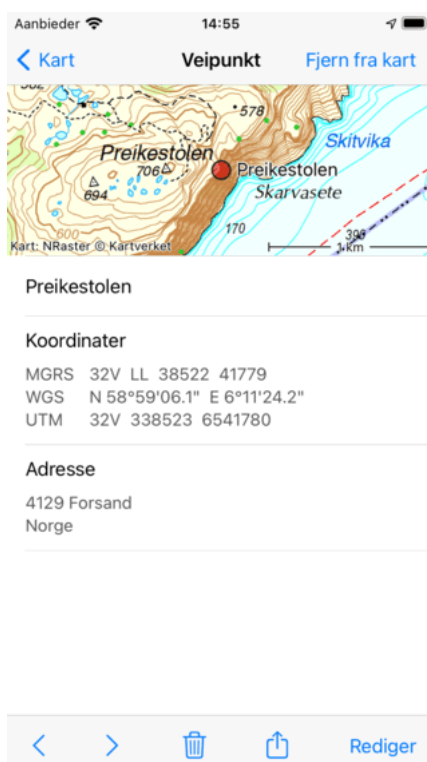 Aanbieder 14:55
Kart Veipunkt Fjern fra kart
578
Skitvika
Preikestolen
706
Preikestolen
694
Skarvasete
600
170
390
Kart: NRaster © Kartverket 1 km
Preikestolen
Koordinater
MGRS 32V LL 38522 41779
WGS N 58°59'06.1" E 6°11'24.2"
UTM 32V 338523 6541780
Adresse
4129 Forsand
Norge
Rediger